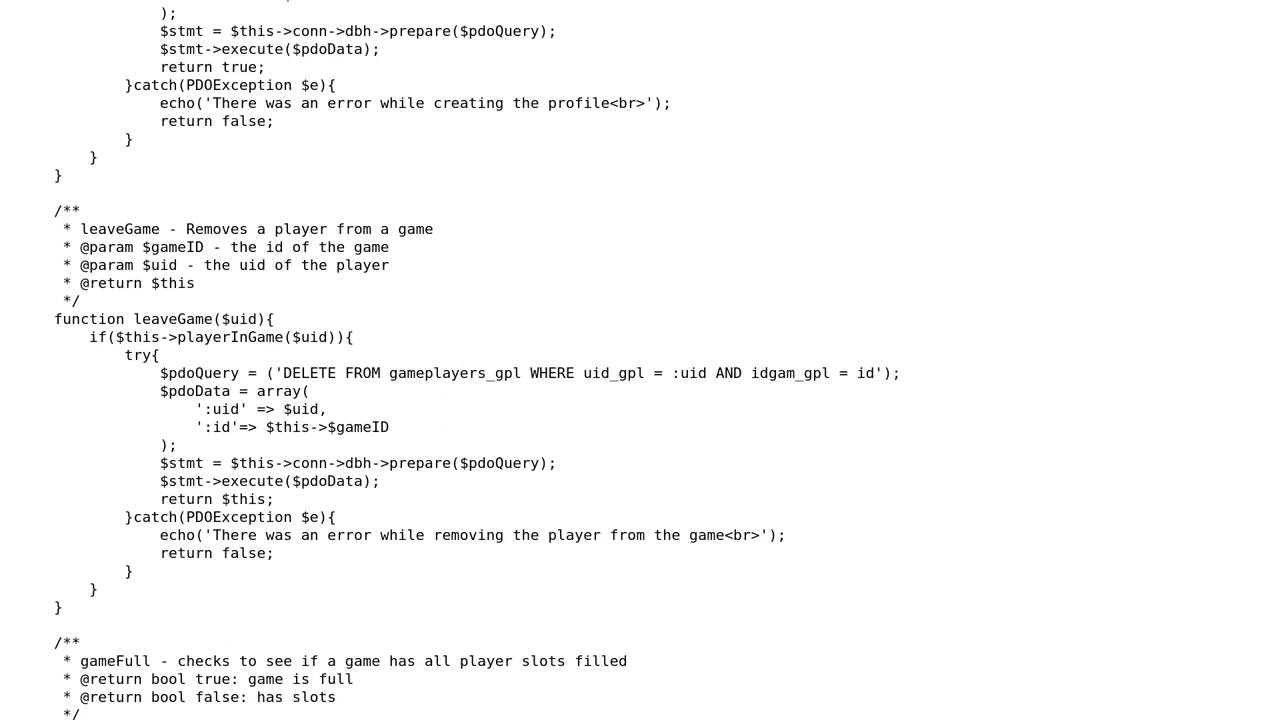 );
$stmt = $this->conn->dbh->prepare($pdoQuery);
$stmt->execute($pdoData);
return true;
}catch(PDOException $e){
echo('There was an error while creating the profile<br>');
return false;
}
}
}
/**
* leaveGame - Removes a player from a game
* @param $gameID - the id of the game
* @param $uid - the uid of the player
* @return $this
*/
function leaveGame($uid){
if($this->playerInGame($uid)){
try{
$pdoQuery = ('DELETE FROM gameplayers_gpl WHERE uid_gpl = :uid AND idgam_gpl = id');
$pdoData = array(
':uid' => $uid,
':id'=> $this->$gameID
);
$stmt = $this->conn->dbh->prepare($pdoQuery);
$stmt->execute($pdoData);
return $this;
}catch(PDOException $e){
echo('There was an error while removing the player from the game<br>');
return false;
}
}
}
/**
* gameFull - checks to see if a game has all player slots filled
* @return bool true: game is full
* @return bool false: has slots
*/